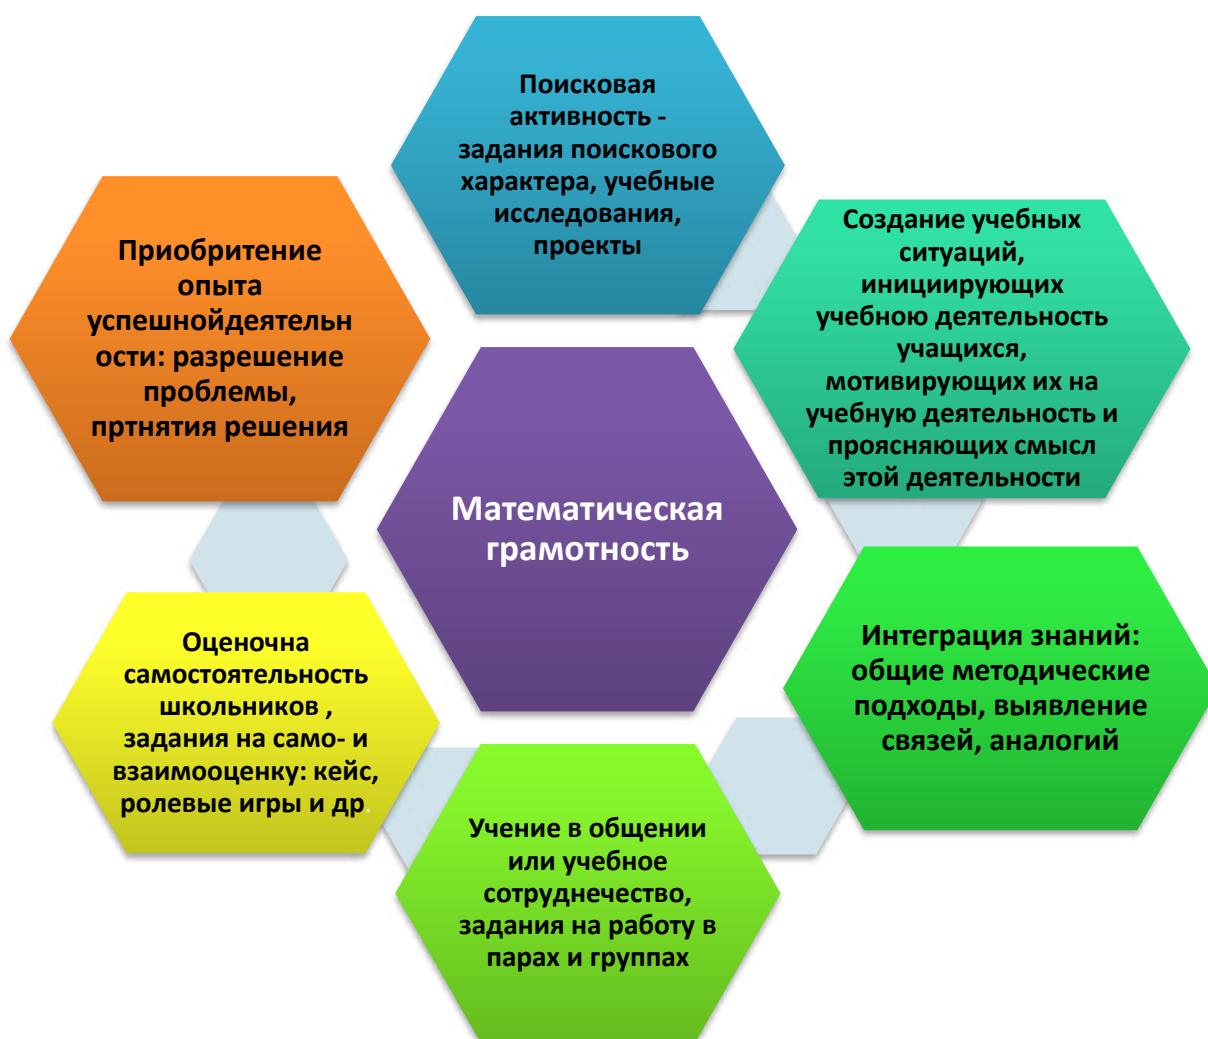 Поисковая
активность -
задания поискового
характера, учебные
исследования,
проекты
Создание учебных
ситуаций,
инициирующих
учебною деятельность
учащихся,
мотивирующих их на
учебную деятельность и
проясняющих смысл
этой деятельности
Интеграция знаний:
общие методические
подходы, выявление
связей, аналогий
Учение в общении
или учебное
сотруднечество,
задания на работу в
парах и группах
Оценочна
самостоятельность
школьников ,
задания на само- и
взаимооценку: кейс,
ролевые игры и др.
Приобритение
опыта
успешнойдеятельн
ости: разрешение
проблемы,
пртнятия решения
Математическая
грамотность